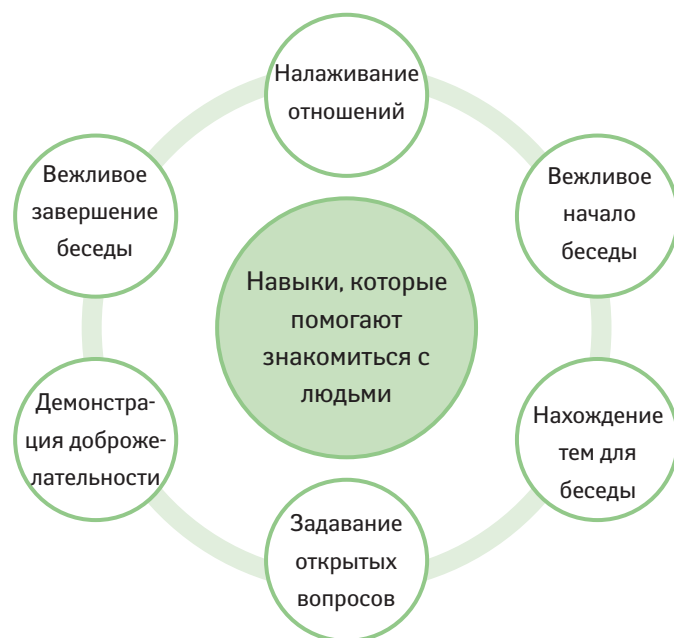 Налаживание
отношений
Вежливое
начало
беседы
Нахождение
тем для
беседы
Задавание
открытых
вопросов
Демонстра-
ция доброже-
лательности
Вежливое
завершение
беседы
Навыки, которые
помогают
знакомиться с
людьми